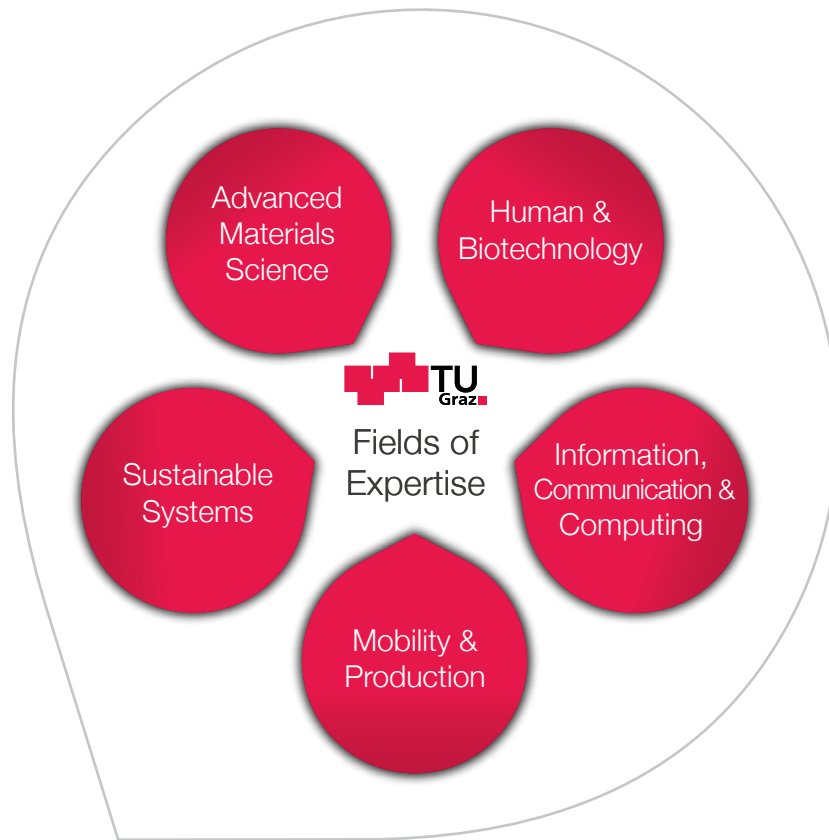 Advanced
Materials
Science
Human &
Biotechnology
TU
Graz
Fields of
Expertise
Sustainable
Systems
Information,
Communication &
Computing
Mobility &
Production